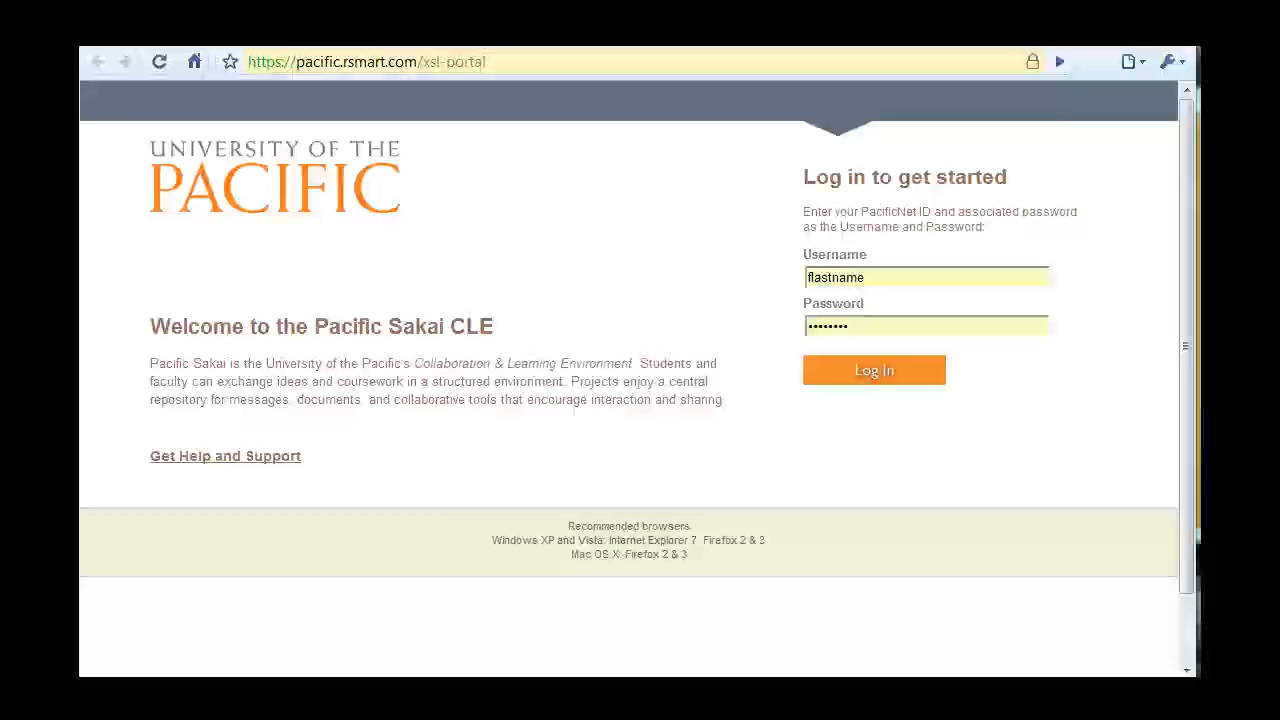 https://pacific.rsmart.com/xsl-portal
UNIVERSITY OF THE
PACIFIC
Log in to get started
Enter your PacificNet ID and associated password
as the Username and Password:
Username
flastname
Password
••••••••
Log In
Welcome to the Pacific Sakai CLE
Pacific Sakai is the University of the Pacific's Collaboration & Learning Environment. Students and
faculty can exchange ideas and coursework in a structured environment. Projects enjoy a central
repository for messages, documents, and collaborative tools that encourage interaction and sharing
Get Help and Support
Recommended browsers
Windows XP and Vista: Internet Explorer 7, Firefox 2 & 3
Mac OS X: Firefox 2 & 3